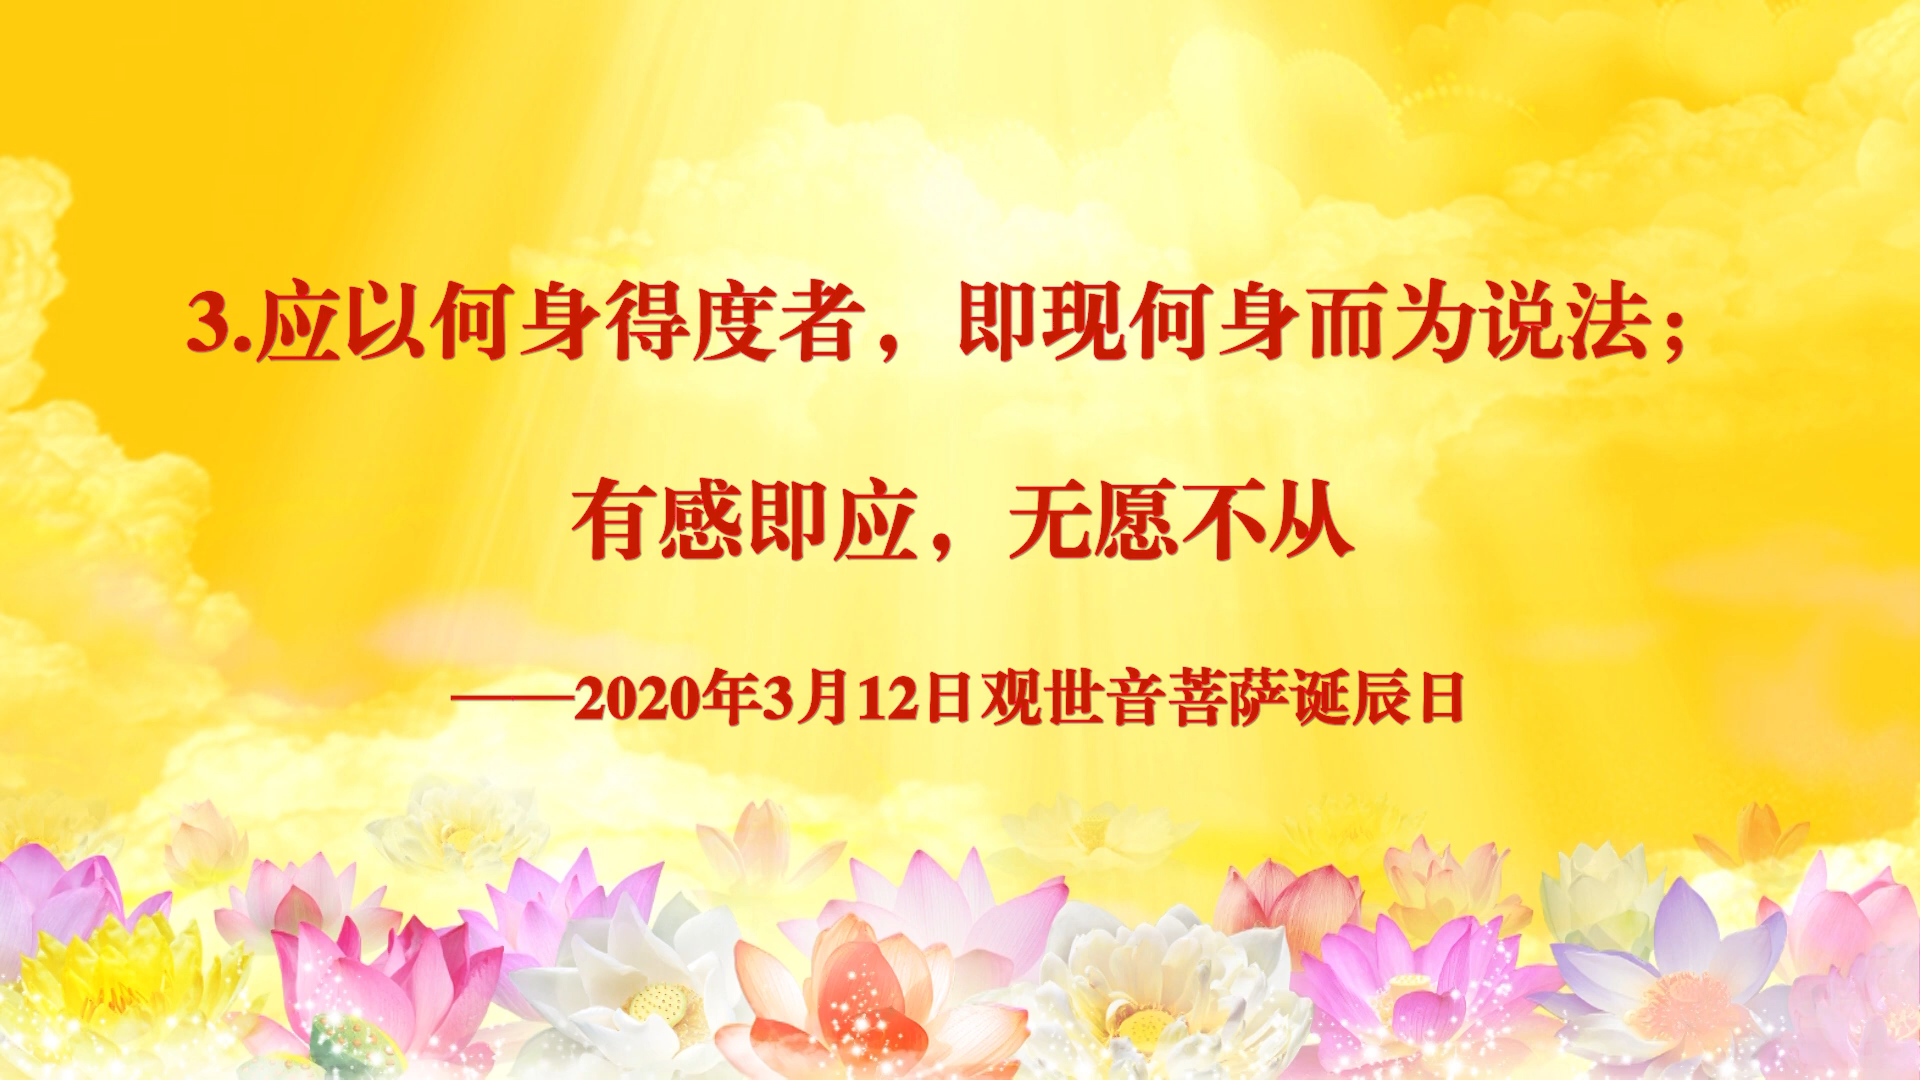 3.应以何身得度者，即现何身而为说法；
有感即应，无愿不从
——2020年3月12日观世音菩萨诞辰日